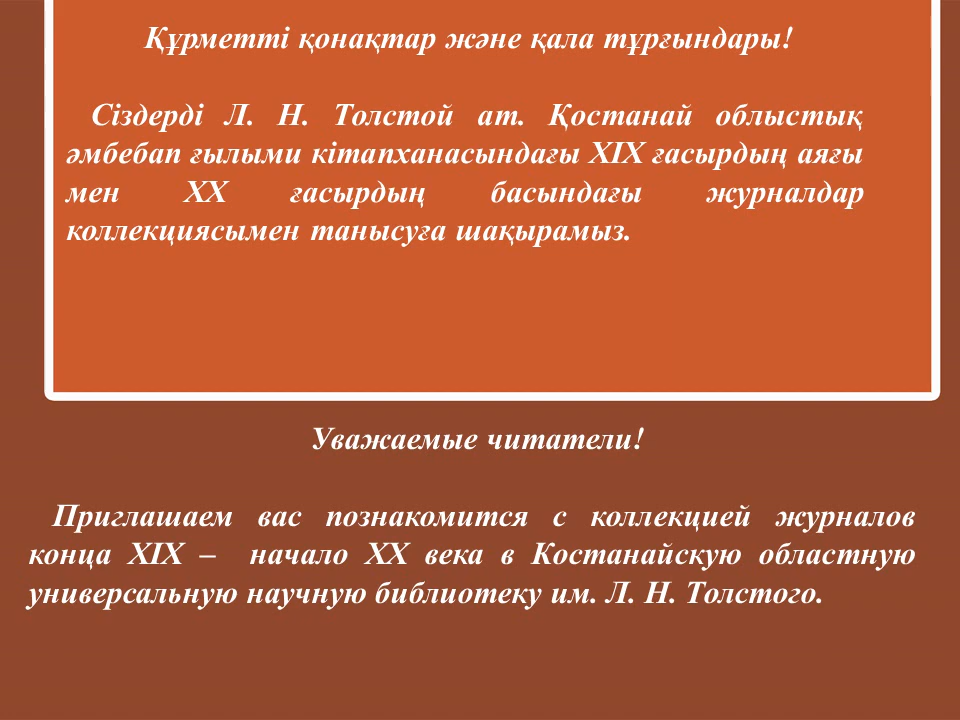 Құрметті қонақтар және қала тұрғындары!
Сіздерді Л. Н. Толстой ат. Қостанай облыстық
әмбебап ғылыми кітапханасындағы XIX ғасырдың аяғы
мен XX ғасырдың басындағы журналдар
коллекциясымен танысуға шақырамыз.
Уважаемые читатели!
Приглашаем вас познакомится с коллекцией журналов
конца XIX – начало XX века в Костанайскую областную
универсальную научную библиотеку им. Л. Н. Толстого.